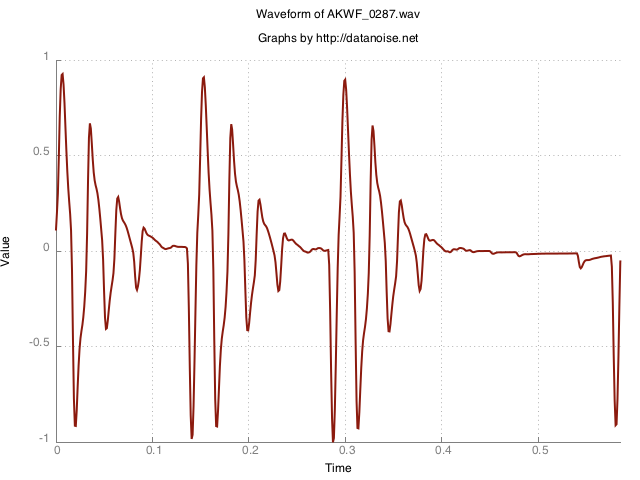 Waveform of AKWF_0287.wav
Graphs by http://datanoise.net
1
0.5
0
-0.5
-1
Value
0 0.1 0.2 0.3 0.4 0.5
Time